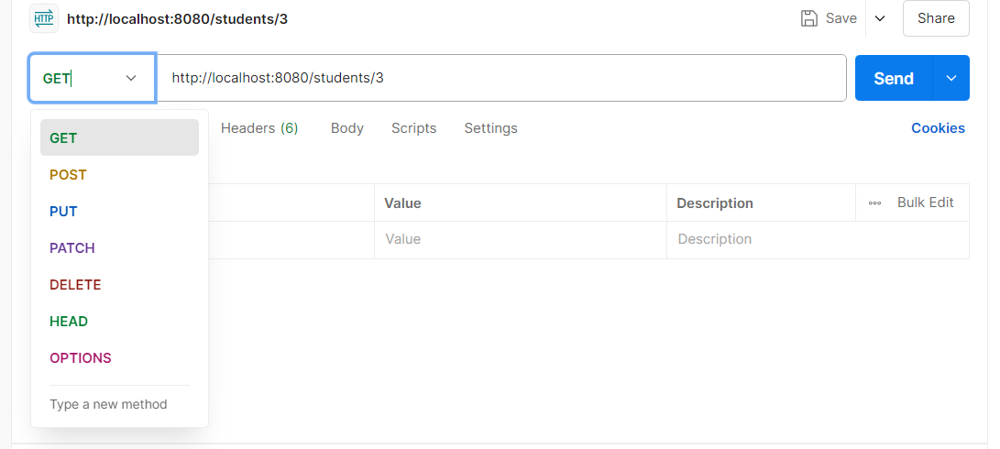 HTTP http://localhost:8080/students/3 Save Share
GET http://localhost:8080/students/3 Send
Headers (6) Body Scripts Settings Cookies
GET
POST
PUT
PATCH
DELETE
HEAD
OPTIONS
Type a new method
Value Description Bulk Edit
Value Description